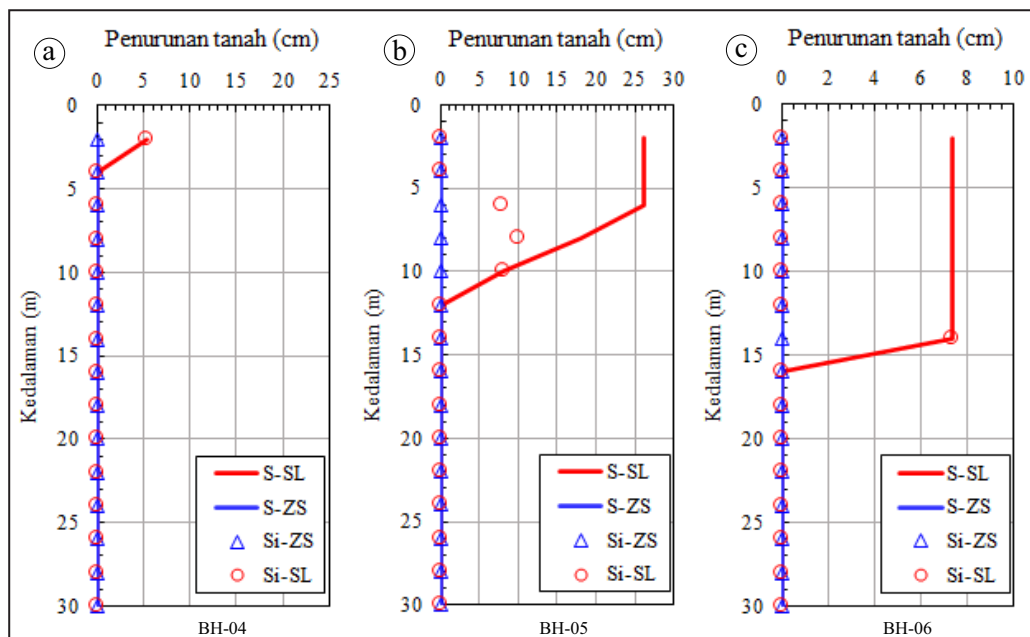 a
Penurunan tanah (cm)
0 5 10 15 20 25
0
5
10
15
20
25
30
Kedalaman (m)
S-SL
S-ZS
Si-ZS
Si-SL
BH-04
b
Penurunan tanah (cm)
0 5 10 15 20 25 30
0
5
10
15
20
25
30
Kedalaman (m)
S-SL
S-ZS
Si-ZS
Si-SL
BH-05
c
Penurunan tanah (cm)
0 2 4 6 8 10
0
5
10
15
20
25
30
Kedalaman (m)
S-SL
S-ZS
Si-ZS
Si-SL
BH-06